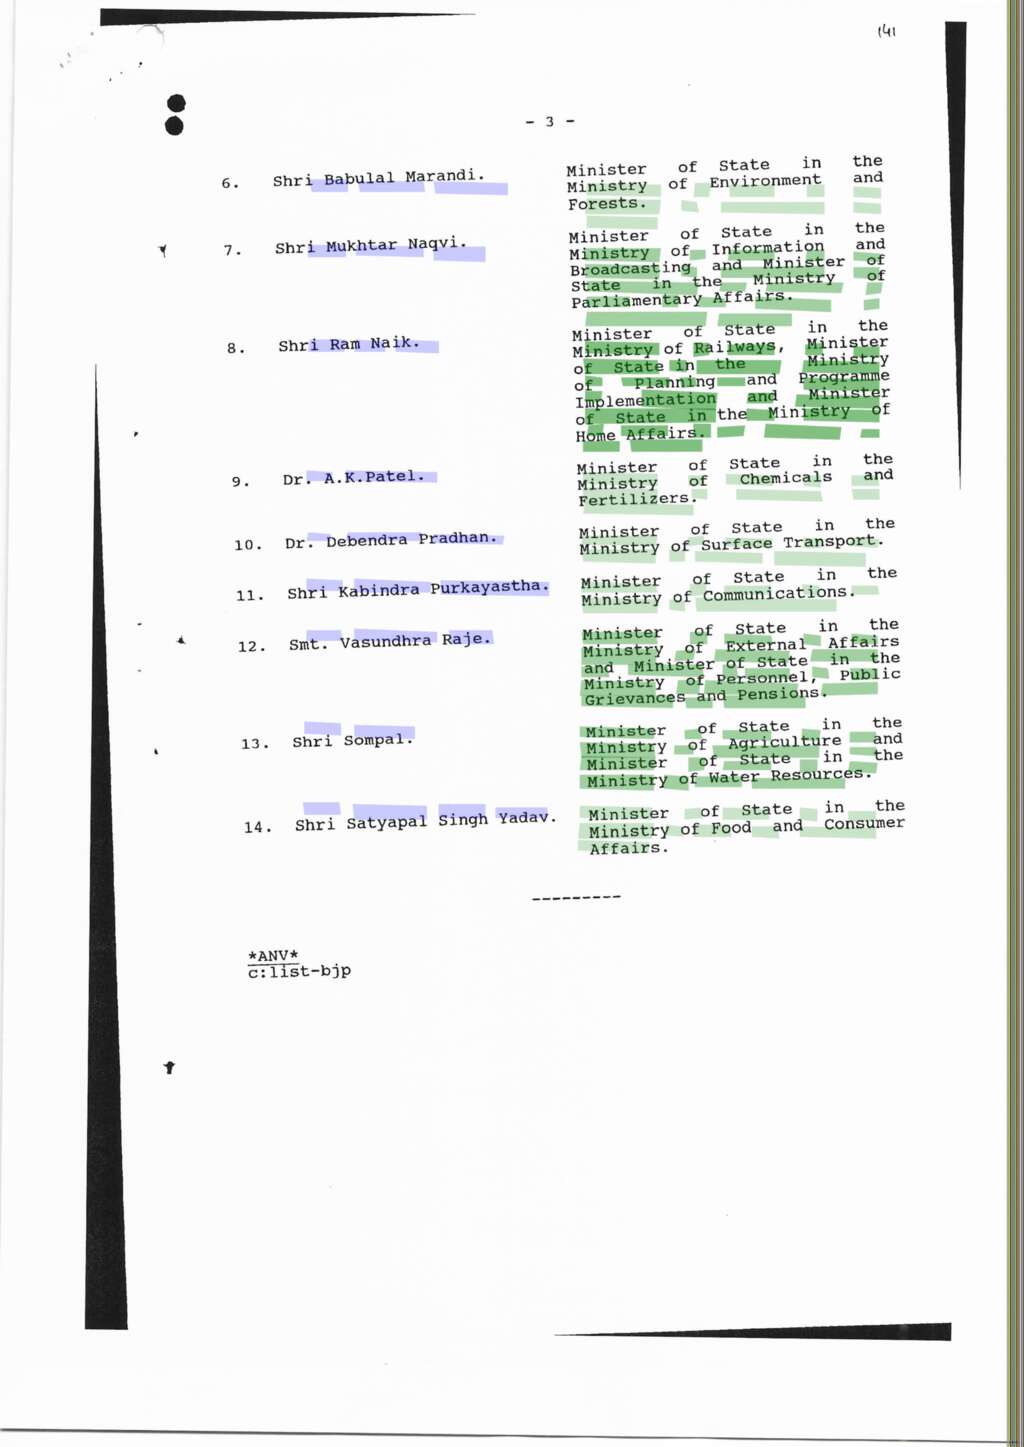 141
- 3 -
6. Shri Babulal Marandi. Minister of State in the
Ministry of Environment and
Forests.
7. Shri Mukhtar Naqvi. Minister of State in the
Ministry of Information and
Broadcasting and Minister of
State in the Ministry of
Parliamentary Affairs.
8. Shri Ram Naik. Minister of State in the
Ministry of Railways, Minister
of State in the Ministry
of Planning and Programme
Implementation and Minister
of State in the Ministry of
Home Affairs.
9. Dr. A.K.Patel. Minister of State in the
Ministry of Chemicals and
Fertilizers.
10. Dr. Debendra Pradhan. Minister of State in the
Ministry of Surface Transport.
11. Shri Kabindra Purkayastha. Minister of State in the
Ministry of Communications.
12. Smt. Vasundhra Raje. Minister of State in the
Ministry of External Affairs
and Minister of State in the
Ministry of Personnel, Public
Grievances and Pensions.
13. Shri Sompal. Minister of State in the
Ministry of Agriculture and
Minister of State in the
Ministry of Water Resources.
14. Shri Satyapal Singh Yadav. Minister of State in the
Ministry of Food and Consumer
Affairs.
---------
*ANV*
c:list-bjp